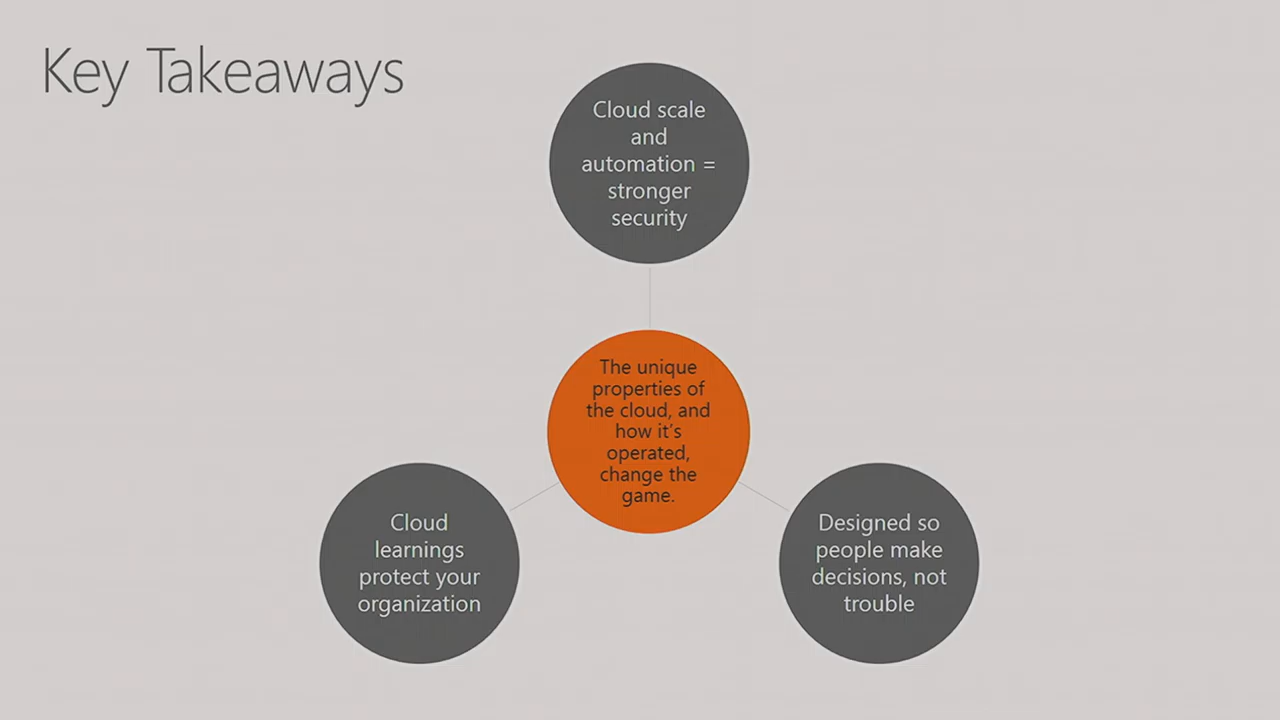 Key Takeaways
Cloud scale
and
automation =
stronger
security
The unique
properties of
the cloud, and
how it's
operated,
change the
game.
Cloud
learnings
protect your
organization
Designed so
people make
decisions, not
trouble